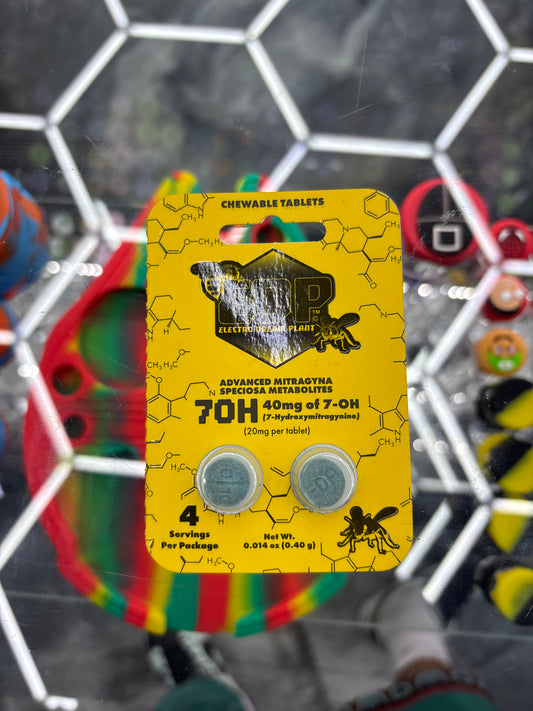 CHEWABLE TABLETS
EDP™
ELECTRO DREAM PLANT
ADVANCED MITRAGYNA
SPECIOSA METABOLITES
7OH 40mg of 7-OH
(7-Hydroxymitragynine)
(20mg per tablet)
4
Servings
Per Package
Net Wt.
0.014 oz (0.40 g)